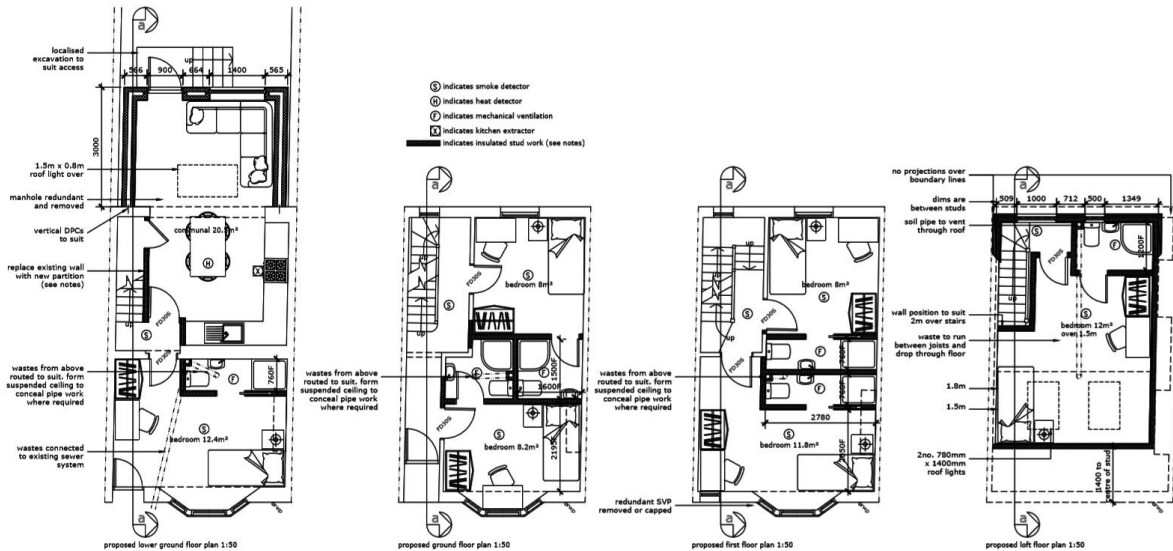 localised
excavation to
suit access
up
566 900 664 1400 565
3000
1.5m x 0.8m
roof light over
manhole redundant
and removed
vertical DPCs
to suit
communal 20.5m²
replace existing wall
with new partition
(see notes)
H
X
FD30S
up
S
FD30S
wastes from above
routed to suit. form
suspended ceiling to
conceal pipe work
where required
F
760F
S
bedroom 12.4m²
wastes connected
to existing sewer
system
proposed lower ground floor plan 1:50
S indicates smoke detector
H indicates heat detector
F indicates mechanical ventilation
X indicates kitchen extractor
indicates insulated stud work (see notes)
S
bedroom 8m²
FD30S
S
up
wastes from above
routed to suit. form
suspended ceiling to
conceal pipe work
where required
F
1500F
1600F
FD30S
S
bedroom 8.2m²
2195
proposed ground floor plan 1:50
up
bedroom 8m²
S
FD30S
S
up
wastes from above
routed to suit. form
suspended ceiling to
conceal pipe work
where required
F
760F
F
760F
FD30S
2780
S
bedroom 11.8m²
redundant SVP
removed or capped
proposed first floor plan 1:50
no projections over
boundary lines
dims are
between studs
509 1000 712 500 1349
soil pipe to vent
through roof
S
F
1200F
FD30S
up
wall position to suit
2m over stairs
S
bedroom 12m²
over 1.5m
waste to run
between joists and
drop through floor
1.8m
1.5m
2no. 780mm
x 1400mm
roof lights
1400 to
centre of stud
proposed loft floor plan 1:50